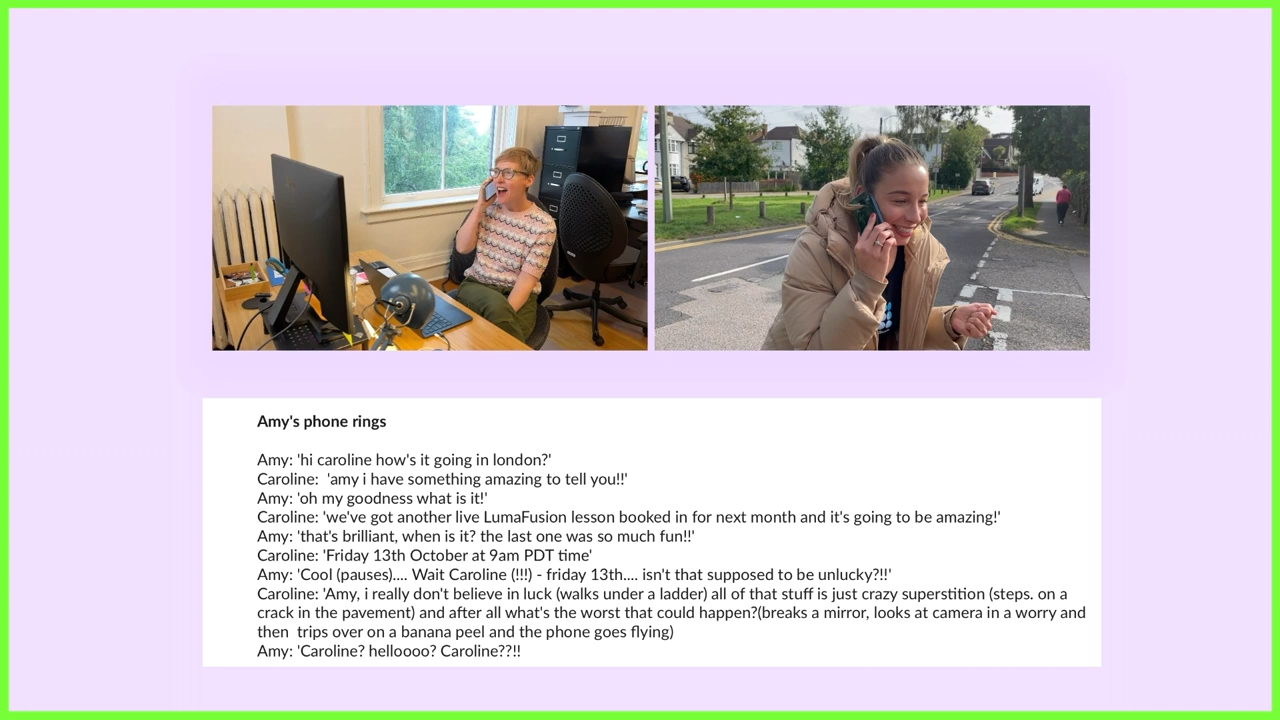 Amy's phone rings
Amy: 'hi caroline how's it going in london?'
Caroline:  'amy i have something amazing to tell you!!'
Amy: 'oh my goodness what is it!'
Caroline: 'we've got another live LumaFusion lesson booked in for next month and it's going to be amazing!'
Amy: 'that's brilliant, when is it? the last one was so much fun!!'
Caroline: 'Friday 13th October at 9am PDT time'
Amy: 'Cool (pauses).... Wait Caroline (!!!) - friday 13th.... isn't that supposed to be unlucky?!!'
Caroline: 'Amy, i really don't believe in luck (walks under a ladder) all of that stuff is just crazy superstition (steps. on a
crack in the pavement) and after all what's the worst that could happen?(breaks a mirror, looks at camera in a worry and
then  trips over on a banana peel and the phone goes flying)
Amy: 'Caroline? helloooo? Caroline??!!